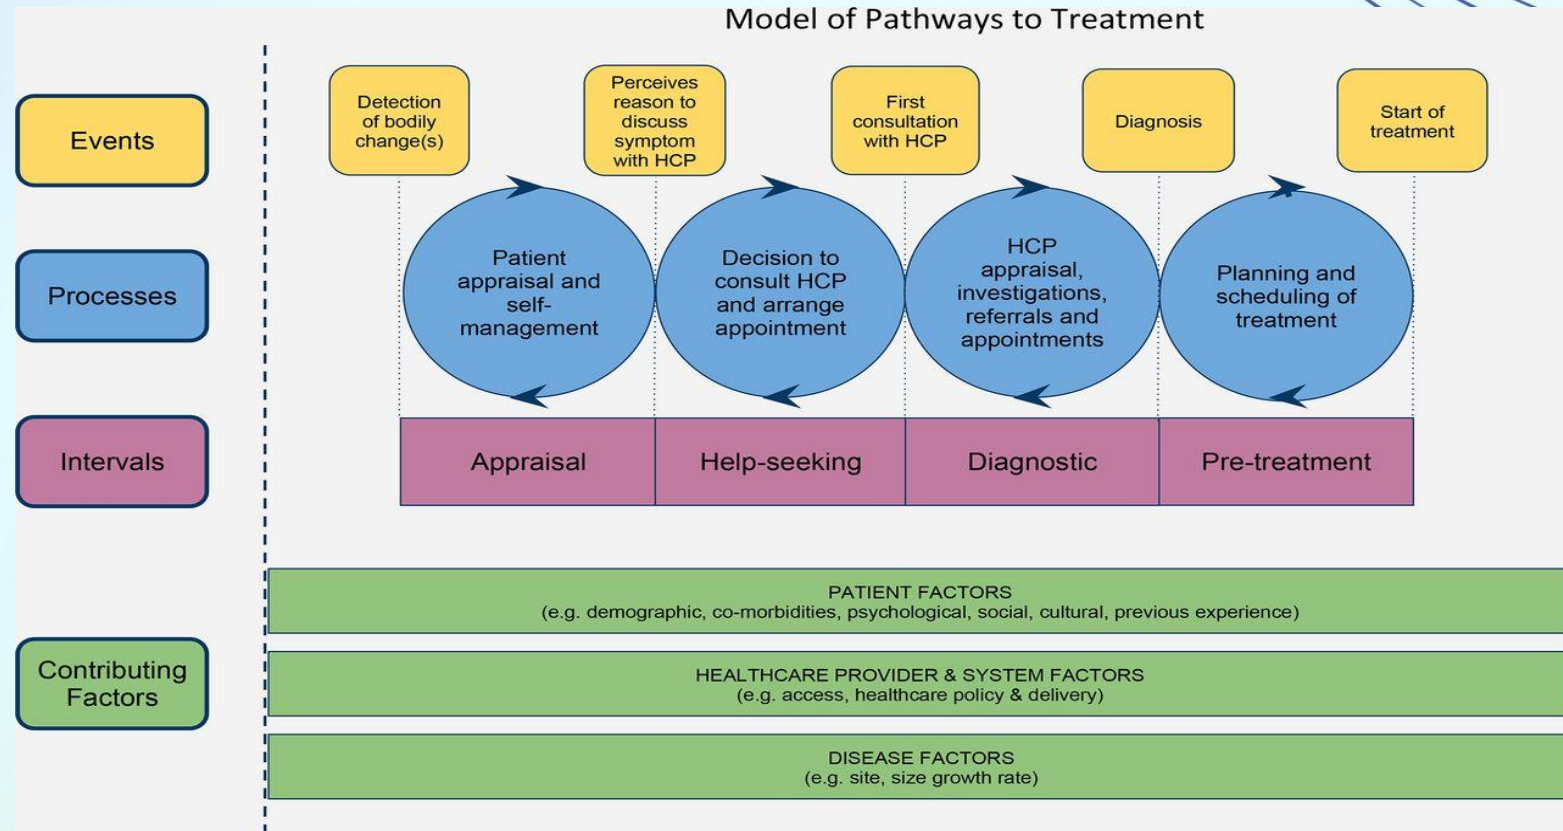 Model of Pathways to Treatment
Events
Detection
of bodily
change(s)
Perceives
reason to
discuss
symptom
with HCP
First
consultation
with HCP
Diagnosis
Start of
treatment
Processes
Patient
appraisal and
self-
management
Decision to
consult HCP
and arrange
appointment
HCP
appraisal,
investigations,
referrals and
appointments
Planning and
scheduling of
treatment
Intervals
Appraisal
Help-seeking
Diagnostic
Pre-treatment
Contributing
Factors
PATIENT FACTORS
(e.g. demographic, co-morbidities, psychological, social, cultural, previous experience)
HEALTHCARE PROVIDER & SYSTEM FACTORS
(e.g. access, healthcare policy & delivery)
DISEASE FACTORS
(e.g. site, size growth rate)